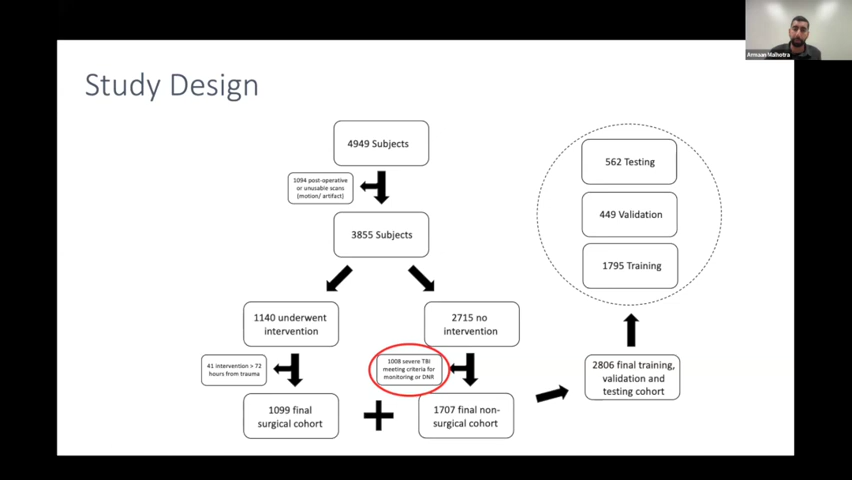 Armaan Malhotra
Study Design
4949 Subjects
1094 post-operative
or unusable scans
(motion/ artifact)
3855 Subjects
1140 underwent
intervention
2715 no
intervention
41 intervention > 72
hours from trauma
1008 severe TBI
meeting criteria for
monitoring or DNR
1099 final
surgical cohort
1707 final non-
surgical cohort
2806 final training,
validation and
testing cohort
562 Testing
449 Validation
1795 Training